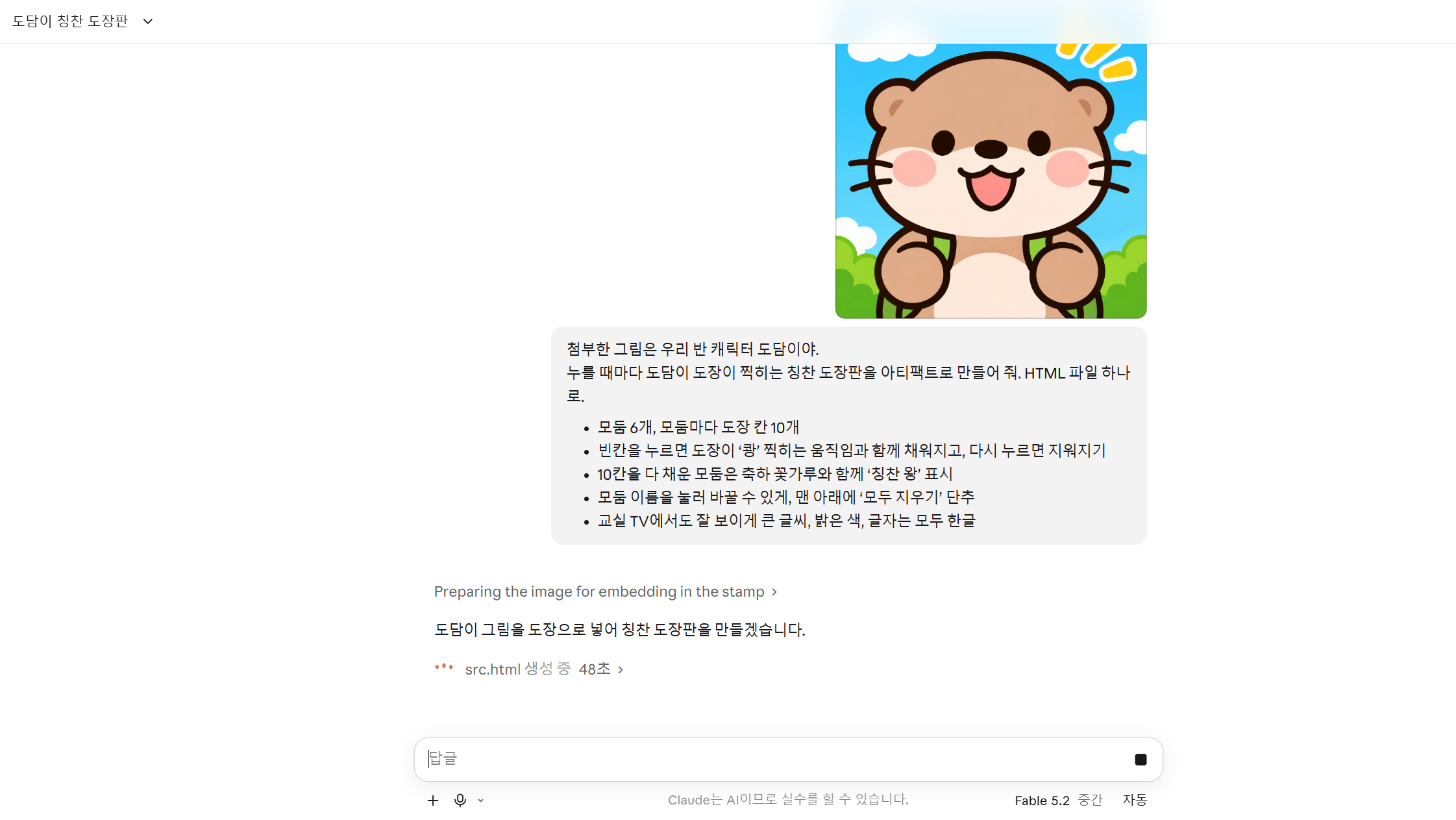 도담이 칭찬 도장판
첨부한 그림은 우리 반 캐릭터 도담이야.
누를 때마다 도담이 도장이 찍히는 칭찬 도장판을 아티팩트로 만들어 줘. HTML 파일 하나
로.
• 모둠 6개, 모둠마다 도장 칸 10개
• 빈칸을 누르면 도장이 ‘쾅’ 찍히는 움직임과 함께 채워지고, 다시 누르면 지워지기
• 10칸을 다 채운 모둠은 축하 꽃가루와 함께 ‘칭찬 왕’ 표시
• 모둠 이름을 눌러 바꿀 수 있게, 맨 아래에 ‘모두 지우기’ 단추
• 교실 TV에서도 잘 보이게 큰 글씨, 밝은 색, 글자는 모두 한글
Preparing the image for embedding in the stamp
도담이 그림을 도장으로 넣어 칭찬 도장판을 만들겠습니다.
src.html 생성 중 48초
답글
Claude는 AI이므로 실수를 할 수 있습니다.
Fable 5.2 중간 자동